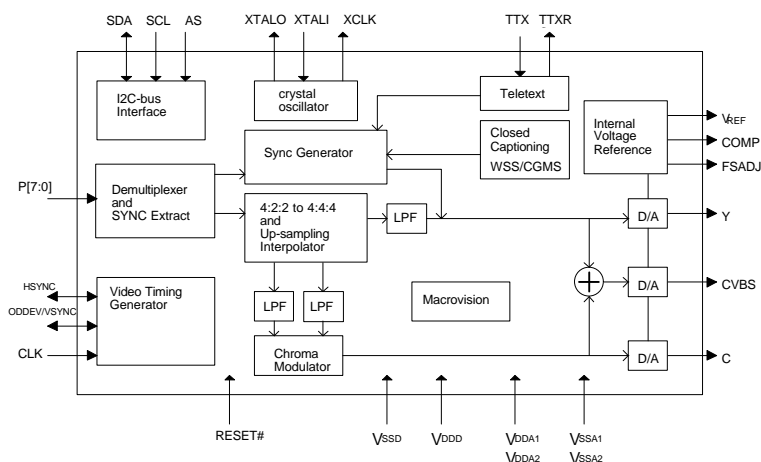 SDA SCL AS XTALO XTALI XCLK TTX TTXR
I2C-bus
Interface
crystal
oscillator
Teletext
Internal
Voltage
Reference
VREF
COMP
FSADJ
Sync Generator
Closed
Captioning
WSS/CGMS
P[7:0]
Demultiplexer
and
SYNC Extract
4:2:2 to 4:4:4
and
Up-sampling
Interpolator
LPF
D/A
Y
HSYNC
ODDEV/VSYNC
CLK
Video Timing
Generator
LPF
LPF
Macrovision
D/A
CVBS
Chroma
Modulator
D/A
C
RESET#
VSSD
VDDD
VDDA1
VDDA2
VSSA1
VSSA2